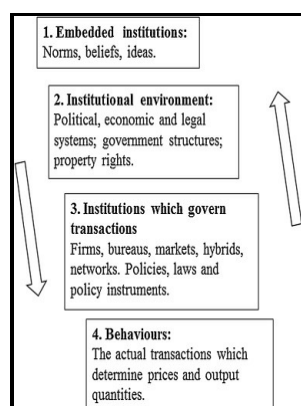 1. Embedded institutions:
Norms, beliefs, ideas.
2. Institutional environment:
Political, economic and legal
systems; government structures;
property rights.
3. Institutions which govern
transactions
Firms, bureaus, markets, hybrids,
networks. Policies, laws and
policy instruments.
4. Behaviours:
The actual transactions which
determine prices and output
quantities.